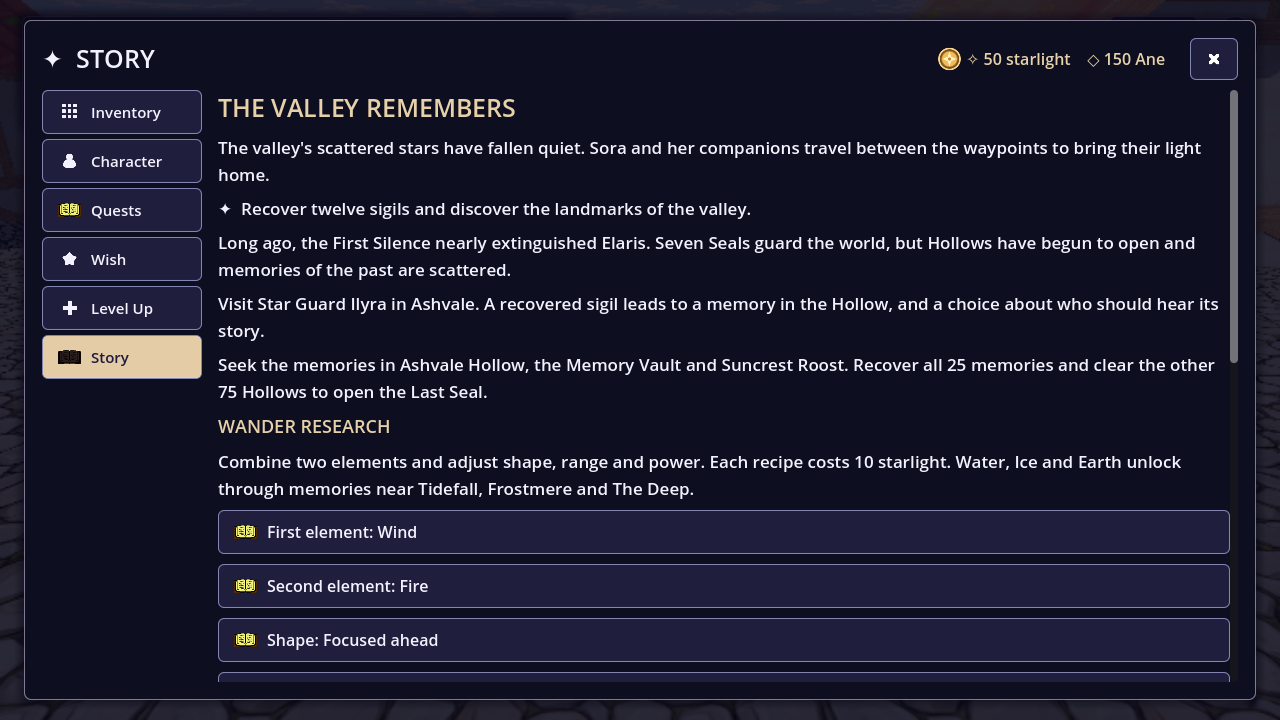 ✦ STORY
✧ 50 starlight ◇ 150 Ane
Inventory
Character
Quests
Wish
Level Up
Story
THE VALLEY REMEMBERS
The valley's scattered stars have fallen quiet. Sora and her companions travel between the waypoints to bring their light
home.
✦ Recover twelve sigils and discover the landmarks of the valley.
Long ago, the First Silence nearly extinguished Elaris. Seven Seals guard the world, but Hollows have begun to open and
memories of the past are scattered.
Visit Star Guard Ilyra in Ashvale. A recovered sigil leads to a memory in the Hollow, and a choice about who should hear its
story.
Seek the memories in Ashvale Hollow, the Memory Vault and Suncrest Roost. Recover all 25 memories and clear the other
75 Hollows to open the Last Seal.
WANDER RESEARCH
Combine two elements and adjust shape, range and power. Each recipe costs 10 starlight. Water, Ice and Earth unlock
through memories near Tidefall, Frostmere and The Deep.
First element: Wind
Second element: Fire
Shape: Focused ahead